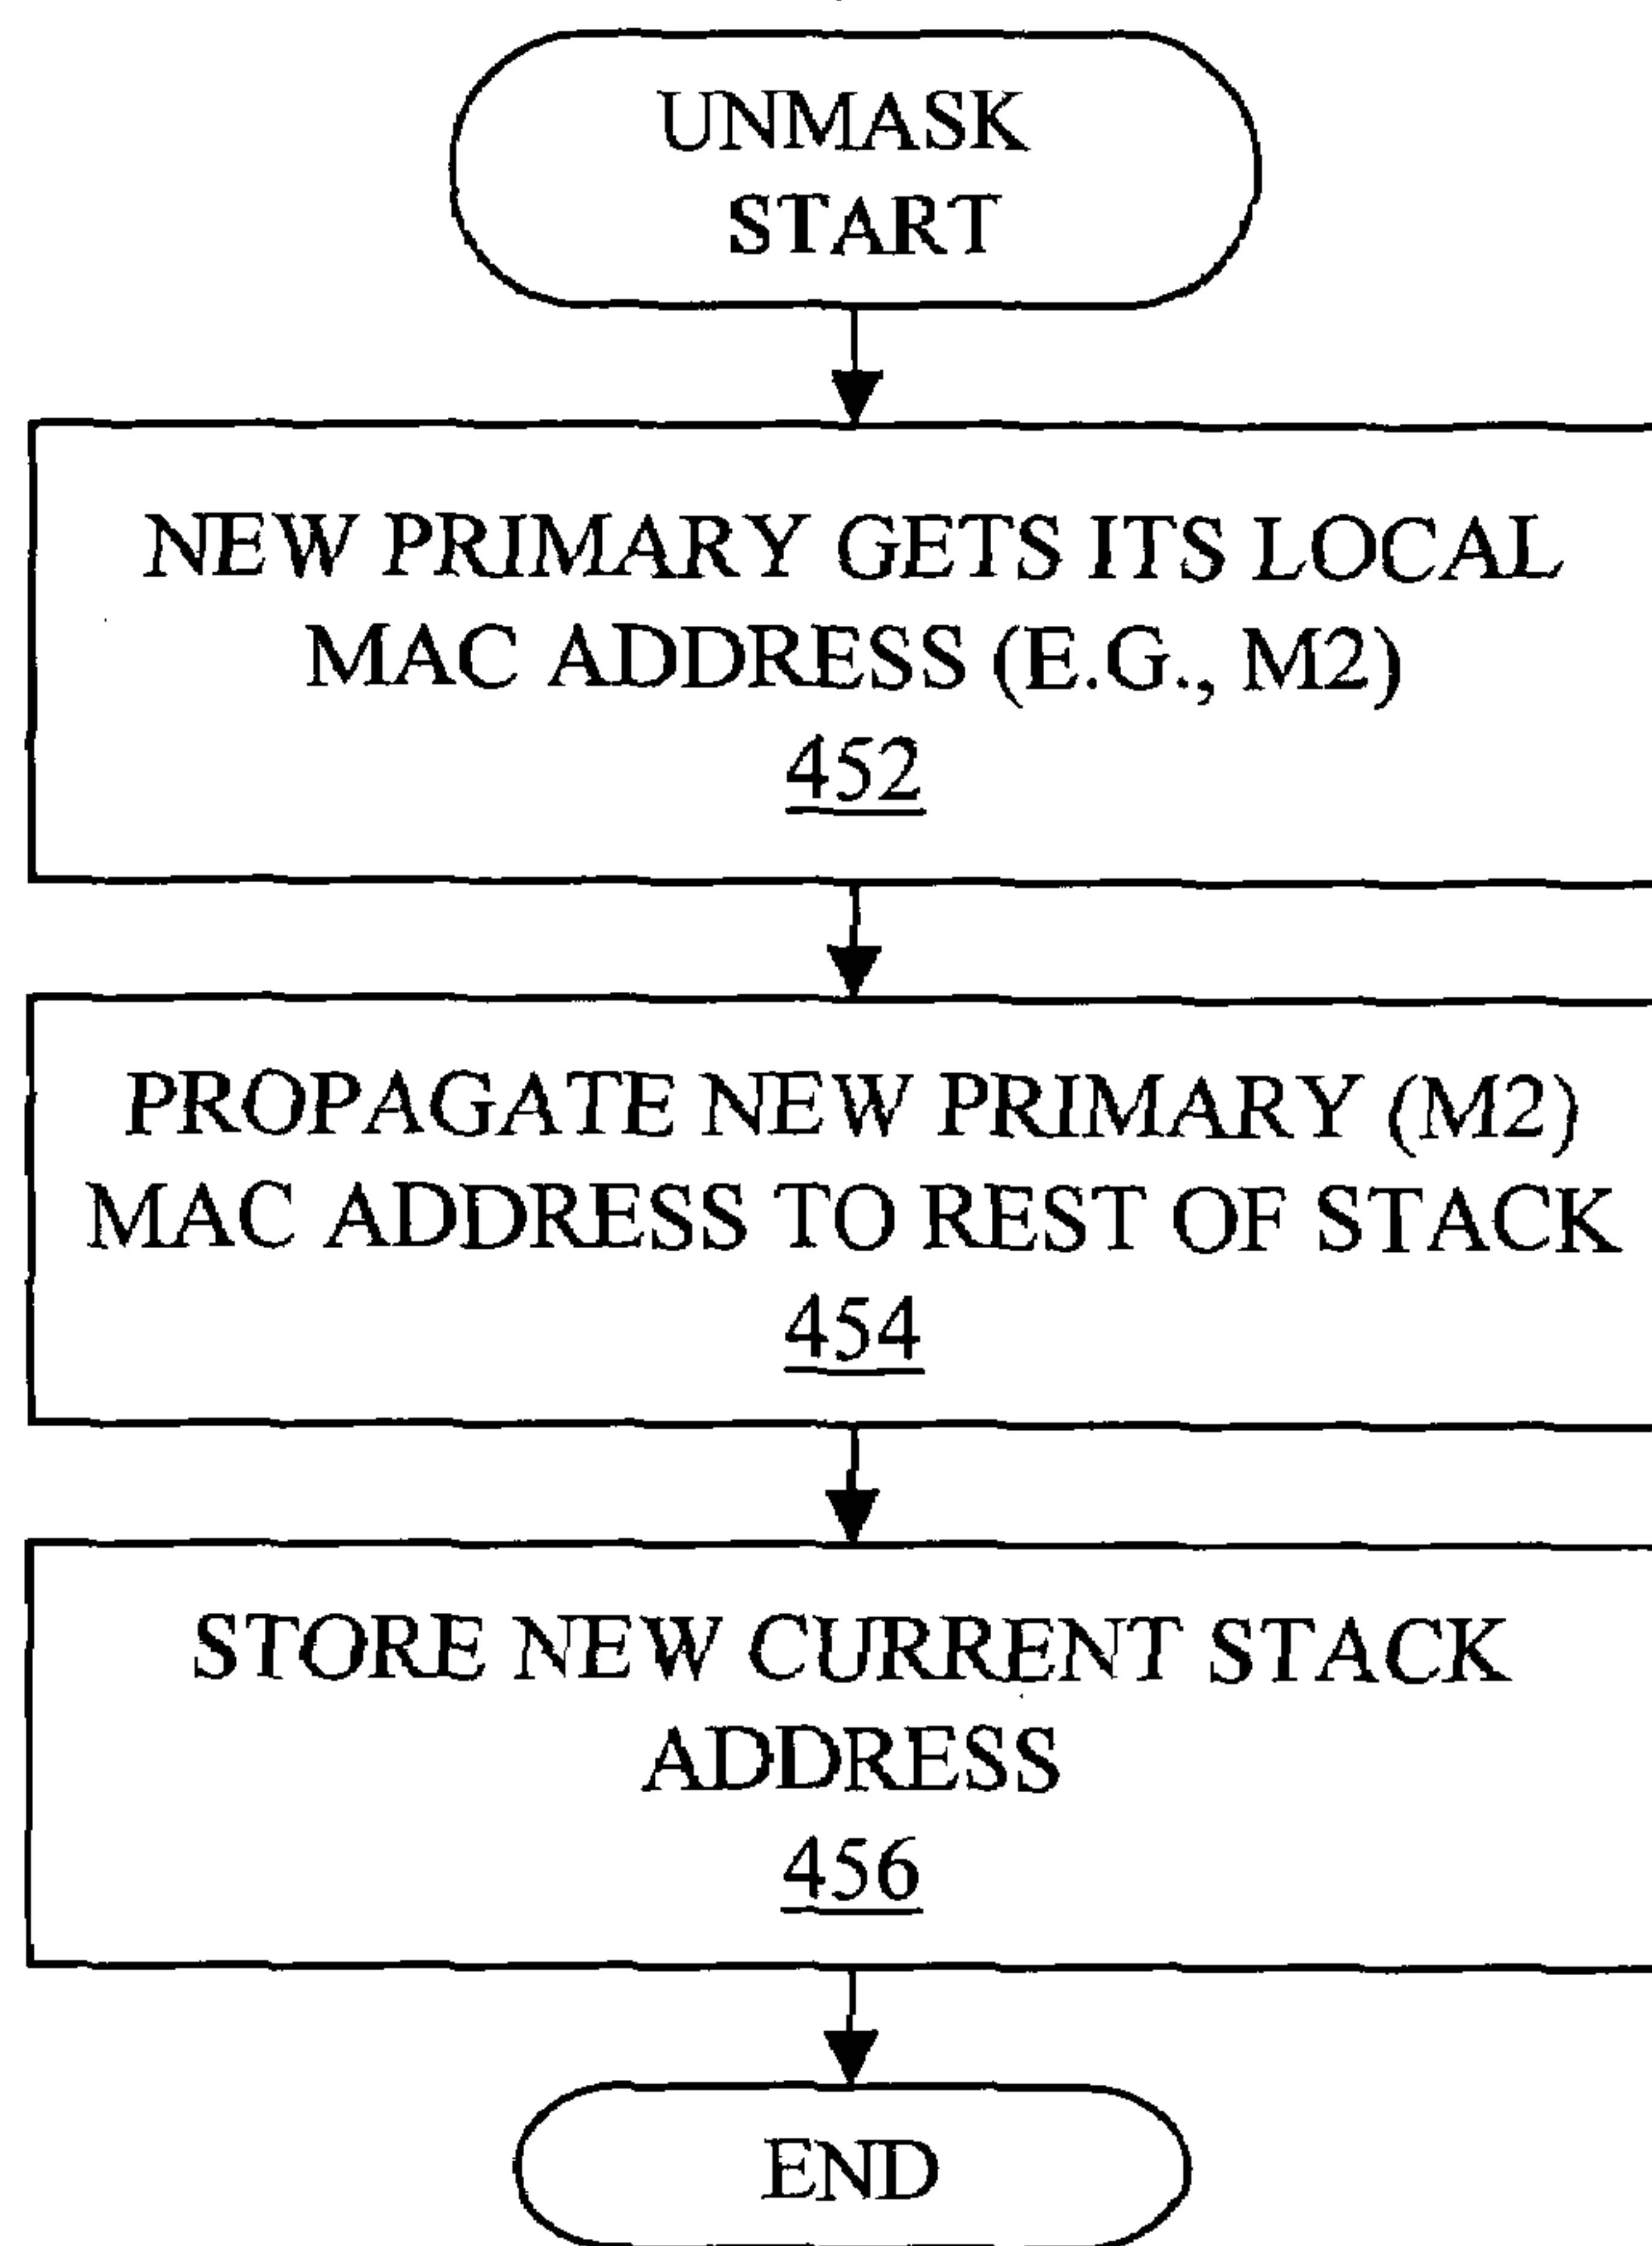 UNMASK
START
NEW PRIMARY GETS ITS LOCAL
MAC ADDRESS (E.G., M2)
452
PROPAGATE NEW PRIMARY (M2)
MAC ADDRESS TO REST OF STACK
454
STORE NEW CURRENT STACK
ADDRESS
456
END